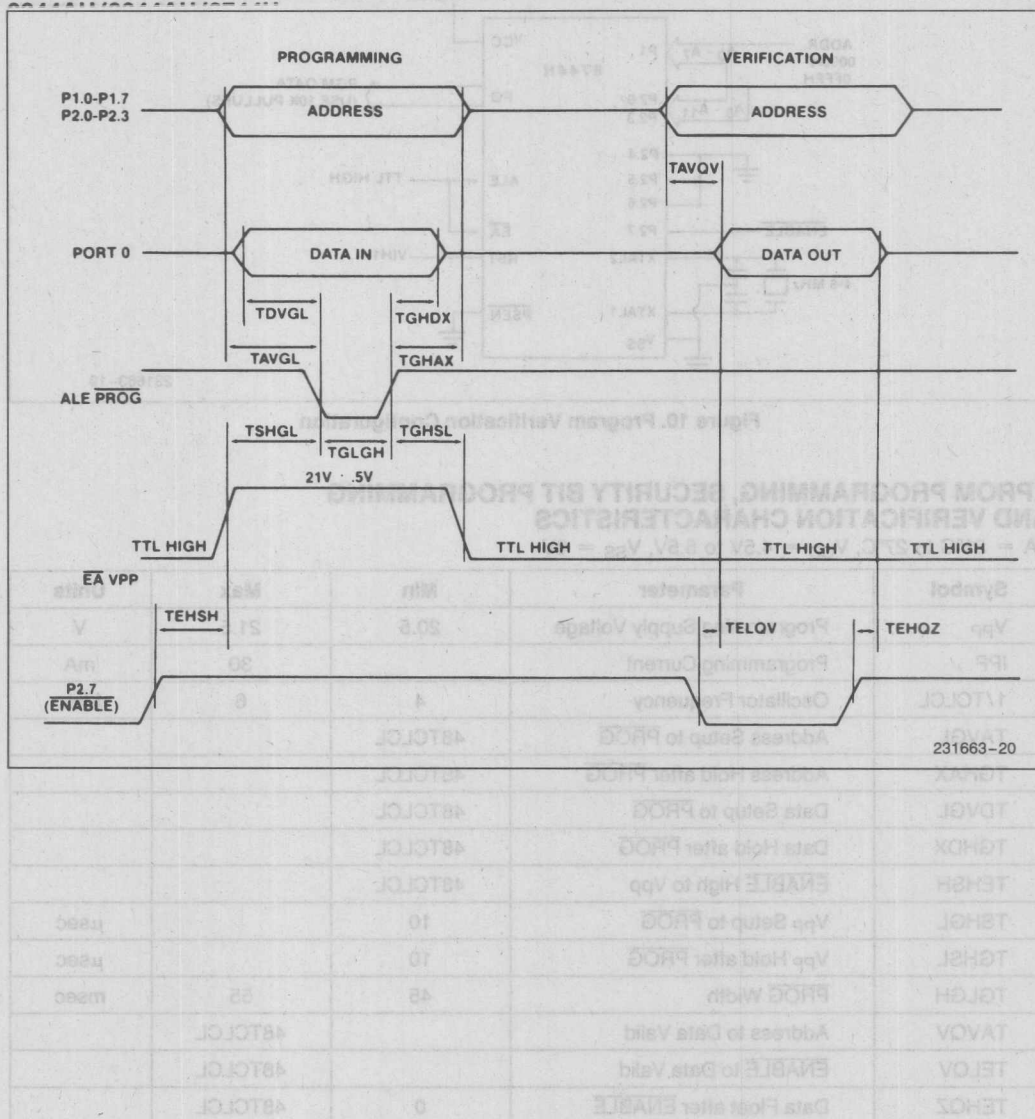 PROGRAMMING VERIFICATION
P1.0-P1.7
P2.0-P2.3
ADDRESS ADDRESS
TAVQV
PORT 0 DATA IN DATA OUT
TDVGL TGHDX
TAVGL TGHAX
ALE PROG
TSHGL TGHSL
TGLGH
21V · .5V
TTL HIGH TTL HIGH TTL HIGH TTL HIGH
EA VPP
TEHSH TELQV TEHQZ
P2.7
(ENABLE)
231663-20
Figure 10. Program Verification Configuration
PROM PROGRAMMING, SECURITY BIT PROGRAMMING
ND VERIFICATION CHARACTERISTICS
Symbol Parameter Min Max Units
VPP Programming Supply Voltage 20.5 V
IPP Programming Current 30 mA
1/TCLCL Oscillator Frequency 4 6
TAVGL Address Setup to PROG 48TCLCL
TGHAX Address Hold after PROG 48TCLCL
TDVGL Data Setup to PROG 48TCLCL
TGHDX Data Hold after PROG 48TCLCL
TEHSH ENABLE High to Vpp 48TCLCL
TSHGL Vpp Setup to PROG 10 µsec
TGHSL Vpp Hold after PROG 10 µsec
TGLGH PROG Width 45 55 msec
TAVQV Address to Data Valid 48TCLCL
TELQV ENABLE to Data Valid 48TCLCL
TEHQZ Data Float after ENABLE 0 48TCLCL